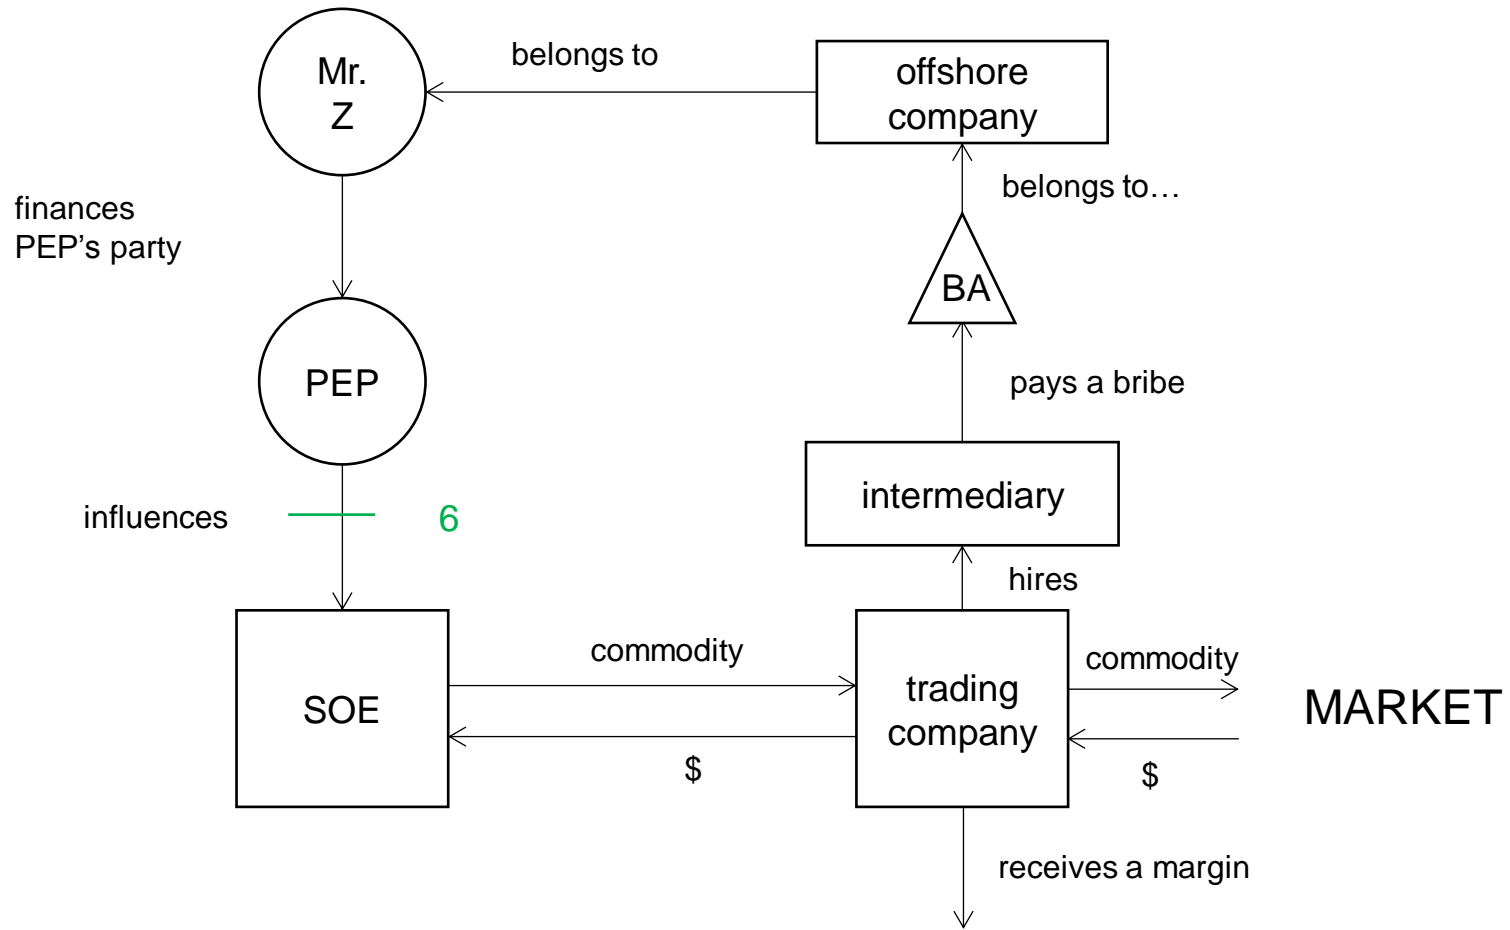 belongs to
Mr.
Z
offshore
company
belongs to…
finances
PEP’s party
BA
PEP
pays a bribe
intermediary
influences
6
hires
commodity
commodity
SOE
trading
company
MARKET
$
$
receives a margin